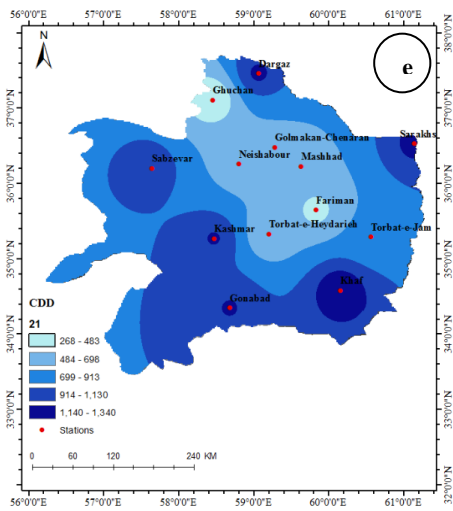 56°0'0"E 57°0'0"E 58°0'0"E 59°0'0"E 60°0'0"E 61°0'0"E
N
e
38°0'0"N
37°0'0"N
36°0'0"N
35°0'0"N
34°0'0"N
33°0'0"N
32°0'0"N
Dargaz
Ghuchan
Sarakhs
Golmakan-Chenaran
Sabzevar
Neishabour
Mashhad
Fariman
Kashmar
Torbat-e-Heydarieh
Torbat-e-Jam
Khaf
Gonabad
CDD
21
268 - 483
484 - 698
699 - 913
914 - 1,130
1,140 - 1,340
Stations
0 60 120 240 KM
37°0'0"N
36°0'0"N
35°0'0"N
34°0'0"N
33°0'0"N
32°0'0"N
56°0'0"E 57°0'0"E 58°0'0"E 59°0'0"E 60°0'0"E 61°0'0"E